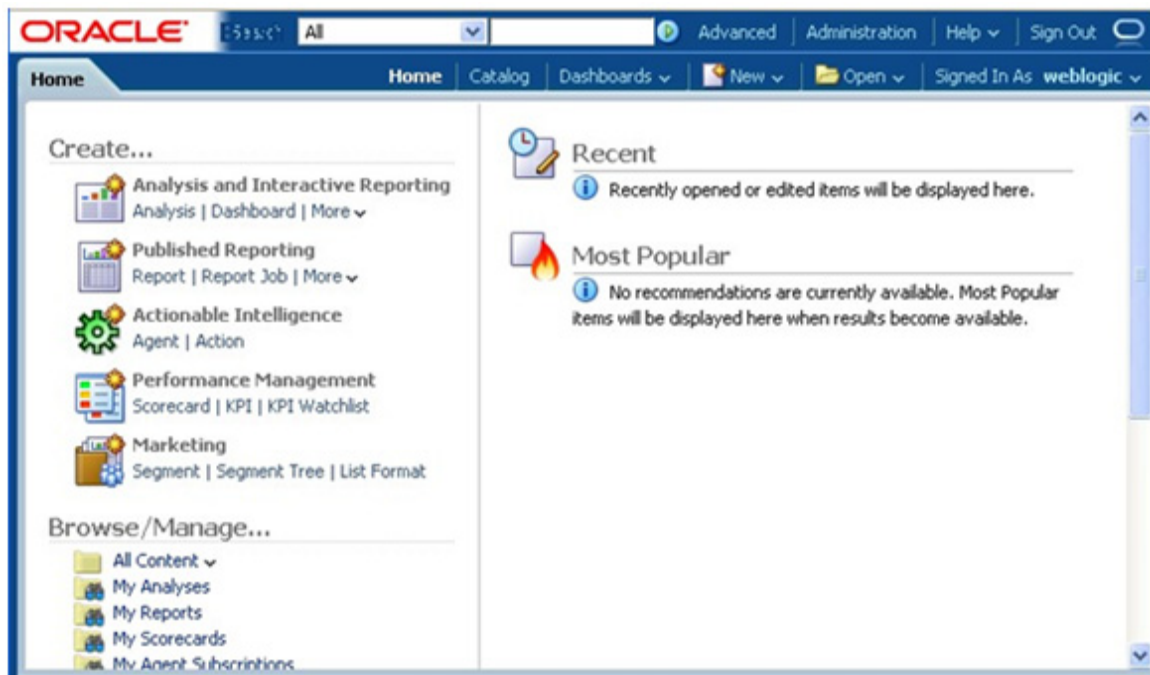 ORACLE All Advanced Administration Help Sign Out
Home Home Catalog Dashboards New Open Signed In As weblogic
Create...
Analysis and Interactive Reporting
Analysis | Dashboard | More
Published Reporting
Report | Report Job | More
Actionable Intelligence
Agent | Action
Performance Management
Scorecard | KPI | KPI Watchlist
Marketing
Segment | Segment Tree | List Format
Browse/Manage...
All Content
My Analyses
My Reports
My Scorecards
My Agent Subscriptions
Recent
Recently opened or edited items will be displayed here.
Most Popular
No recommendations are currently available. Most Popular
items will be displayed here when results become available.